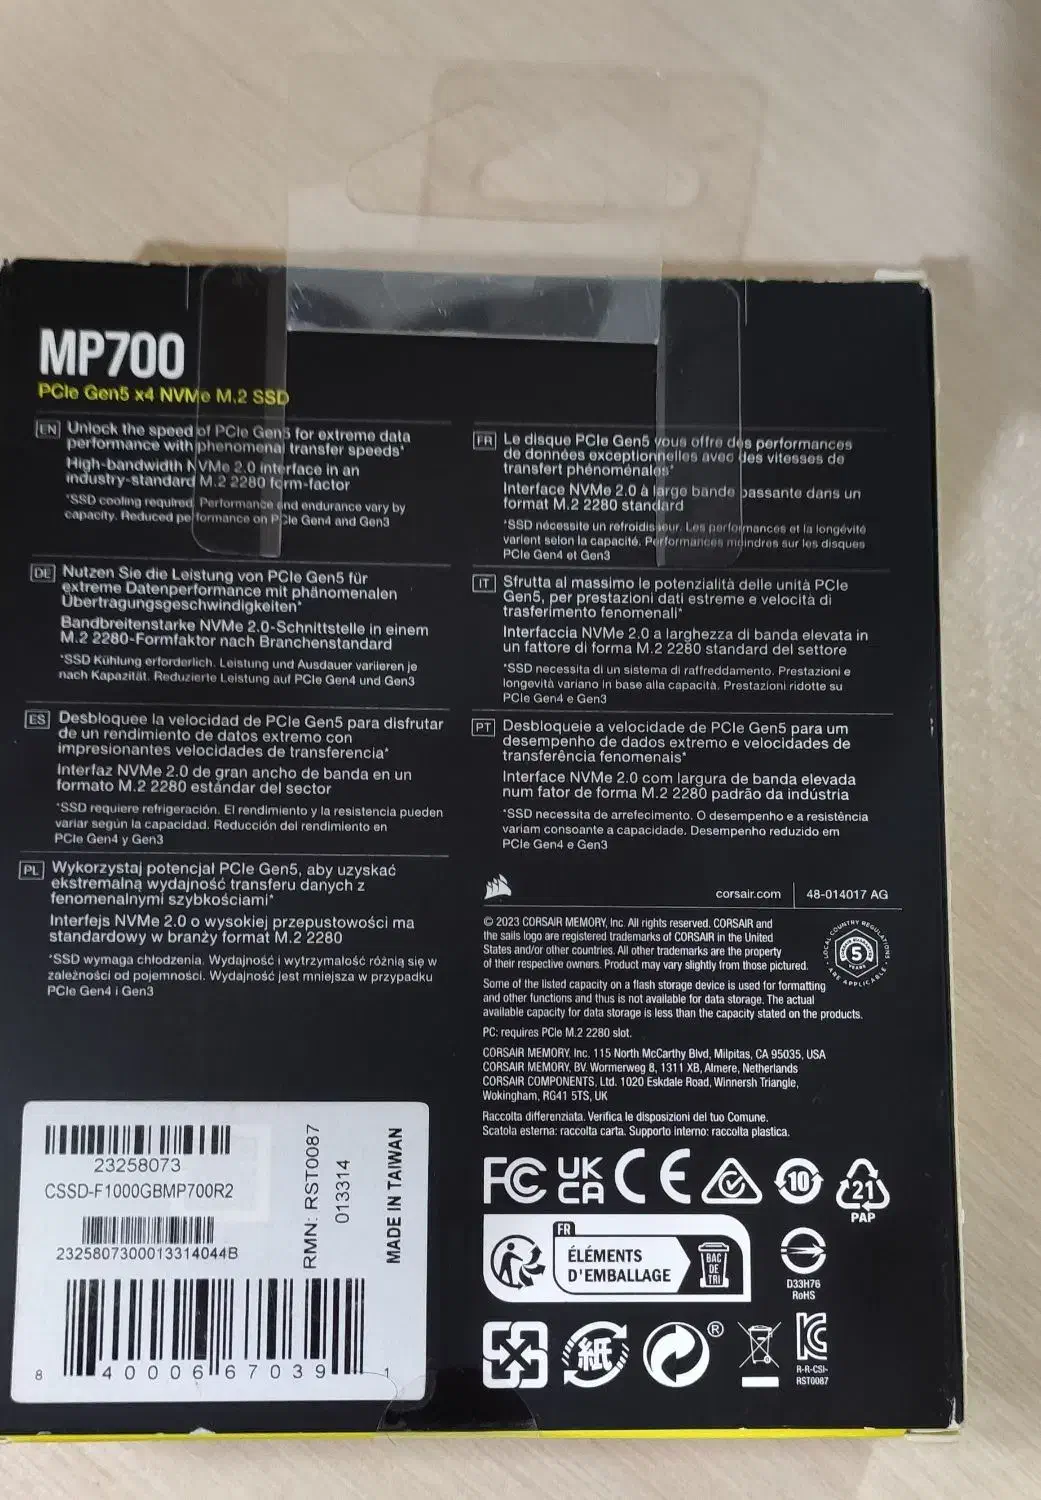 MP700
PCIe Gen5 x4 NVMe M.2 SSD
EN Unlock the speed of PCIe Gen5 for extreme data
performance with phenomenal transfer speeds*
High-bandwidth NVMe 2.0 interface in an
industry-standard M.2 2280 form-factor
*SSD cooling required. Performance and endurance vary by
capacity. Reduced performance on PCIe Gen4 and Gen3
DE Nutzen Sie die Leistung von PCIe Gen5 für
extreme Datenperformance mit phänomenalen
Übertragungsgeschwindigkeiten*
Bandbreitenstarke NVMe 2.0-Schnittstelle in einem
M.2 2280-Formfaktor nach Branchenstandard
*SSD Kühlung erforderlich. Leistung und Ausdauer variieren je
nach Kapazität. Reduzierte Leistung auf PCIe Gen4 und Gen3
ES Desbloquee la velocidad de PCIe Gen5 para disfrutar
de un rendimiento de datos extremo con
impresionantes velocidades de transferencia*
Interfaz NVMe 2.0 de gran ancho de banda en un
formato M.2 2280 estándar del sector
*SSD requiere refrigeración. El rendimiento y la resistencia pueden
variar según la capacidad. Reducción del rendimiento en
PCIe Gen4 y Gen3
PL Wykorzystaj potencjał PCIe Gen5, aby uzyskać
ekstremalną wydajność transferu danych z
fenomenalnymi szybkościami*
Interfejs NVMe 2.0 o wysokiej przepustowości ma
standardowy w branży format M.2 2280
*SSD wymaga chłodzenia. Wydajność i wytrzymałość różnią się w
zależności od pojemności. Wydajność jest mniejsza w przypadku
PCIe Gen4 i Gen3
FR Le disque PCIe Gen5 vous offre des performances
de données exceptionnelles avec des vitesses de
transfert phénoménales*
Interface NVMe 2.0 à large bande passante dans un
format M.2 2280 standard
*SSD nécessite un refroidisseur. Les performances et la longévité
varient selon la capacité. Performances moindres sur les disques
PCIe Gen4 et Gen3
IT Sfrutta al massimo le potenzialità delle unità PCIe
Gen5, per prestazioni dati estreme e velocità di
trasferimento fenomenali*
Interfaccia NVMe 2.0 a larghezza di banda elevata in
un fattore di forma M.2 2280 standard del settore
*SSD necessita di un sistema di raffreddamento. Prestazioni e
longevità variano in base alla capacità. Prestazioni ridotte su
PCIe Gen4 e Gen3
PT Desbloqueie a velocidade de PCIe Gen5 para um
desempenho de dados extremo e velocidades de
transferência fenomenais*
Interface NVMe 2.0 com largura de banda elevada
num fator de forma M.2 2280 padrão da indústria
*SSD necessita de arrefecimento. O desempenho e a resistência
variam consoante a capacidade. Desempenho reduzido em
PCIe Gen4 e Gen3
corsair.com 48-014017 AG
© 2023 CORSAIR MEMORY, Inc. All rights reserved. CORSAIR and
the sails logo are registered trademarks of CORSAIR in the United
States and/or other countries. All other trademarks are the property
of their respective owners. Product may vary slightly from those pictured.
LOCAL COUNTRY REGULATIONS
5
YEARS
ARE APPLICABLE
Some of the listed capacity on a flash storage device is used for formatting
and other functions and thus is not available for data storage. The actual
available capacity for data storage is less than the capacity stated on the products.
PC: requires PCIe M.2 2280 slot.
CORSAIR MEMORY, Inc. 115 North McCarthy Blvd, Milpitas, CA 95035, USA
CORSAIR MEMORY, BV. Wormerweg 8, 1311 XB, Almere, Netherlands
CORSAIR COMPONENTS, Ltd. 1020 Eskdale Road, Winnersh Triangle,
Wokingham, RG41 5TS, UK
Raccolta differenziata. Verifica le disposizioni del tuo Comune.
Scatola esterna: raccolta carta. Supporto interno: raccolta plastica.
FC UK CA CE 10 21
PAP
FR
ÉLÉMENTS
D'EMBALLAGE
BAC
DE
TRI
D33H76
RoHS
紙
®
R-R-CSI-
RST0087
23258073
CSSD-F1000GBMP700R2
2325807300013314044B
8 40006 67039 1
RMN: RST0087
013314
MADE IN TAIWAN